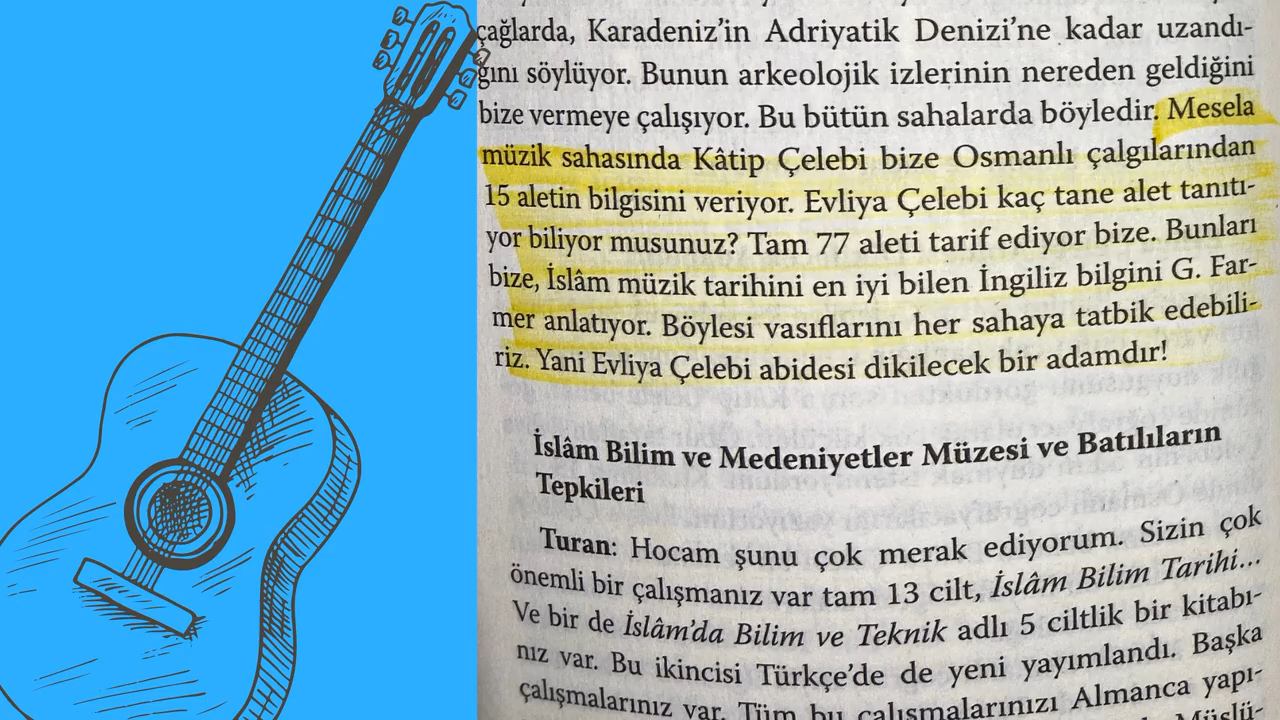 çağlarda, Karadeniz'in Adriyatik Denizi'ne kadar uzandı-
ğını söylüyor. Bunun arkeolojik izlerinin nereden geldiğini
bize vermeye çalışıyor. Bu bütün sahalarda böyledir. Mesela
müzik sahasında Kâtip Çelebi bize Osmanlı çalgılarından
15 aletin bilgisini veriyor. Evliya Çelebi kaç tane alet tanıtı-
yor biliyor musunuz? Tam 77 aleti tarif ediyor bize. Bunları
bize, İslâm müzik tarihini en iyi bilen İngiliz bilgini G. Far-
mer anlatıyor. Böylesi vasıflarını her sahaya tatbik edebili-
riz. Yani Evliya Çelebi abidesi dikilecek bir adamdır!
İslâm Bilim ve Medeniyetler Müzesi ve Batılıların
Tepkileri
Turan: Hocam şunu çok merak ediyorum. Sizin çok
önemli bir çalışmanız var tam 13 cilt, İslâm Bilim Tarihi...
Ve bir de İslâm'da Bilim ve Teknik adlı 5 ciltlik bir kitabı-
nız var. Bu ikincisi Türkçe'de de yeni yayımlandı. Başka
çalışmalarınız var. Tüm bu çalışmalarınızı Almanca yapı-
Müslü-